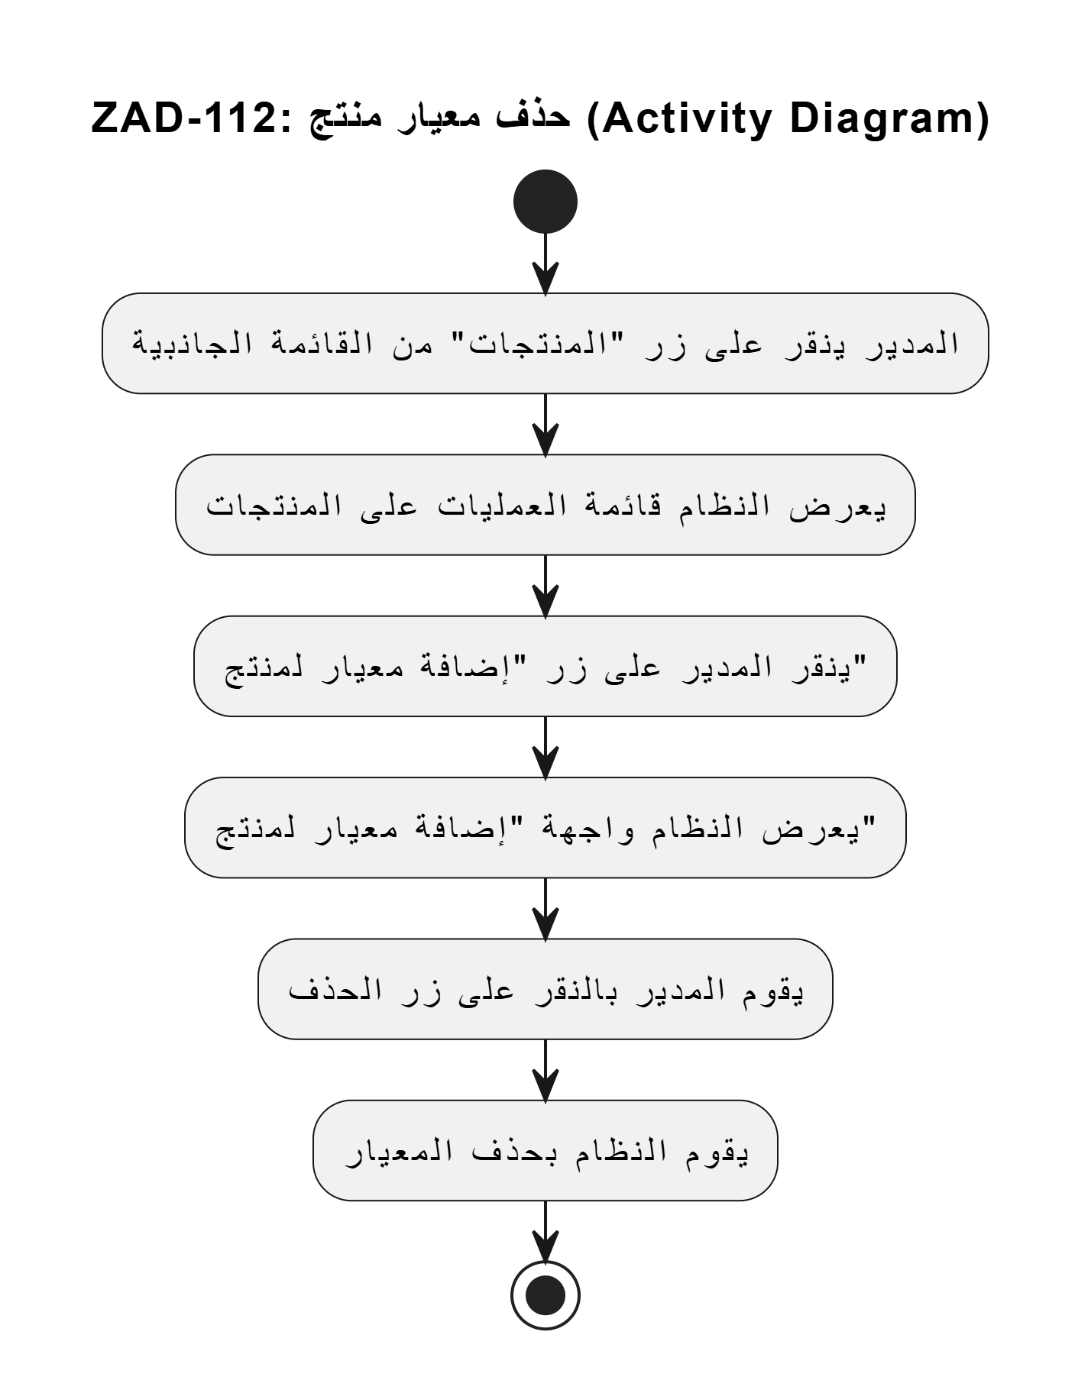 ZAD-112: حذف معيار منتج (Activity Diagram)
المدير ينقر على زر "المنتجات" من القائمة الجانبية
يعرض النظام قائمة العمليات على المنتجات
ينقر المدير على زر "إضافة معيار لمنتج"
يعرض النظام واجهة "إضافة معيار لمنتج"
يقوم المدير بالنقر على زر الحذف
يقوم النظام بحذف المعيار